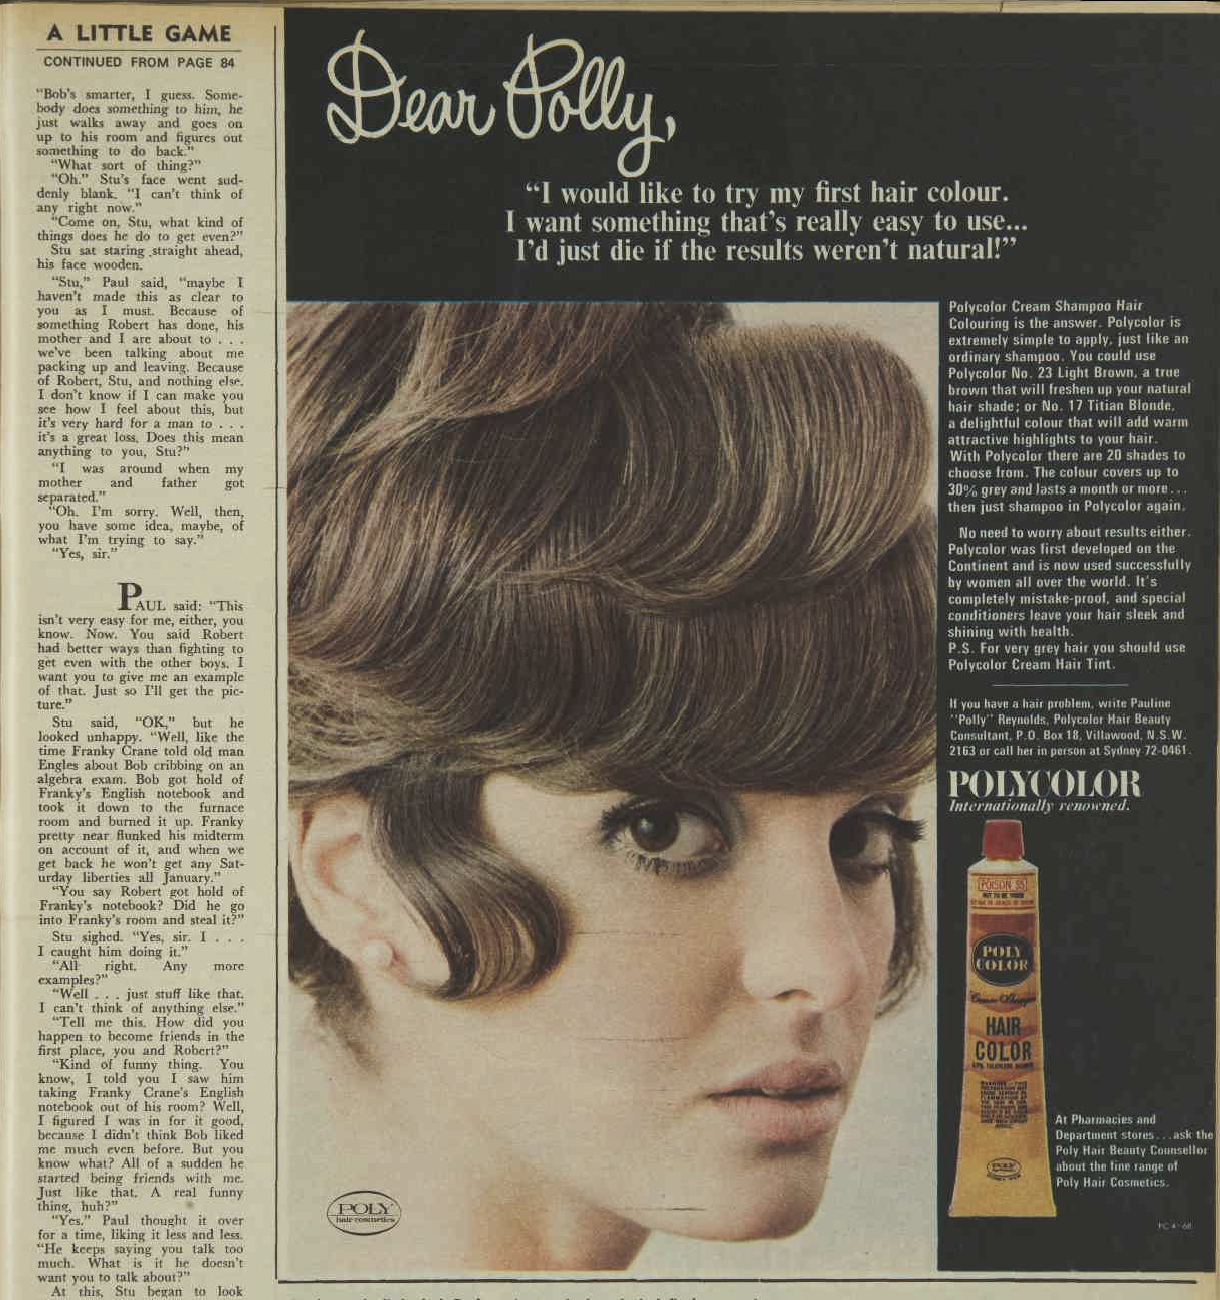 A LITTLE GAME
CONTINUED FROM PAGE 84
"Bob's smarter, I guess. Some-
body does something to him, he
just walks away and goes on
up to his room and figures out
something to do back."
"What sort of thing?"
"Oh." Stu's face went sud-
denly blank. "I can't think of
any right now."
"Come on, Stu, what kind of
things does he do to get even?"
Stu sat staring straight ahead,
his face wooden.
"Stu," Paul said, "maybe I
haven't made this as clear to
you as I must. Because of
something Robert has done, his
mother and I are about to . . .
we've been talking about me
packing up and leaving. Because
of Robert, Stu, and nothing else.
I don't know if I can make you
see how I feel about this, but
it's very hard for a man to . . .
it's a great loss. Does this mean
anything to you, Stu?"
"I was around when my
mother and father got
separated."
"Oh. I'm sorry. Well, then,
you have some idea, maybe, of
what I'm trying to say."
"Yes, sir."
PAUL said: "This
isn't very easy for me, either, you
know. Now. You said Robert
had better ways than fighting to
get even with the other boys. I
want you to give me an example
of that. Just so I'll get the pic-
ture."
Stu said, "OK," but he
looked unhappy. "Well, like the
time Franky Crane told old man
Engles about Bob cribbing on an
algebra exam. Bob got hold of
Franky's English notebook and
took it down to the furnace
room and burned it up. Franky
pretty near flunked his midterm
on account of it, and when we
get back he won't get any Sat-
urday liberties all January."
"You say Robert got hold of
Franky's notebook? Did he go
into Franky's room and steal it?"
Stu sighed. "Yes, sir. I . . .
I caught him doing it."
"All right. Any more
examples?"
"Well . . . just stuff like that.
I can't think of anything else."
"Tell me this. How did you
happen to become friends in the
first place, you and Robert?"
"Kind of funny thing. You
know, I told you I saw him
taking Franky Crane's English
notebook out of his room? Well,
I figured I was in for it good,
because I didn't think Bob liked
me much even before. But you
know what? All of a sudden he
started being friends with me.
Just like that. A real funny
thing, huh?"
"Yes." Paul thought it over
for a time, liking it less and less.
"He keeps saying you talk too
much. What is it he doesn't
want you to talk about?"
At this, Stu began to look
Dear Polly,
"I would like to try my first hair colour.
I want something that's really easy to use...
I'd just die if the results weren't natural!"
Polycolor Cream Shampoo Hair
Colouring is the answer. Polycolor is
extremely simple to apply, just like an
ordinary shampoo. You could use
Polycolor No. 23 Light Brown, a true
brown that will freshen up your natural
hair shade; or No. 17 Titian Blonde,
a delightful colour that will add warm
attractive highlights to your hair.
With Polycolor there are 20 shades to
choose from. The colour covers up to
30% grey and lasts a month or more...
then just shampoo in Polycolor again.
No need to worry about results either.
Polycolor was first developed on the
Continent and is now used successfully
by women all over the world. It's
completely mistake-proof, and special
conditioners leave your hair sleek and
shining with health.
P.S. For very grey hair you should use
Polycolor Cream Hair Tint.
If you have a hair problem, write Pauline
"Polly" Reynolds, Polycolor Hair Beauty
Consultant, P.O. Box 18, Villawood, N.S.W.
2163 or call her in person at Sydney 72-0461.
POLYCOLOR
Internationally renowned.
POISON S5
NOT TO BE TAKEN
POLY
COLOR
Cream Shampoo
HAIR
COLOR
At Pharmacies and
Department stores...ask the
Poly Hair Beauty Counsellor
about the fine range of
Poly Hair Cosmetics.
POLY
hair cosmetics
POLY